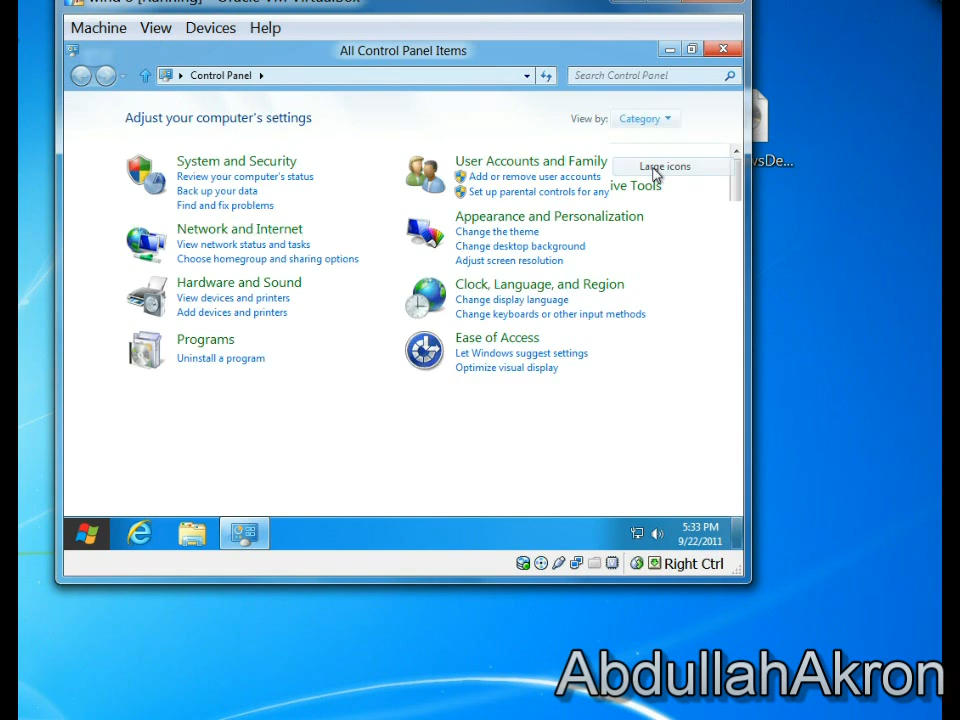 Machine View Devices Help
All Control Panel Items
Control Panel
Search Control Panel
Adjust your computer's settings
View by: Category
Large icons
System and Security
Review your computer's status
Back up your data
Find and fix problems
Network and Internet
View network status and tasks
Choose homegroup and sharing options
Hardware and Sound
View devices and printers
Add devices and printers
Programs
Uninstall a program
User Accounts and Family
Add or remove user accounts
Set up parental controls for any
ive Tools
Appearance and Personalization
Change the theme
Change desktop background
Adjust screen resolution
Clock, Language, and Region
Change display language
Change keyboards or other input methods
Ease of Access
Let Windows suggest settings
Optimize visual display
5:33 PM
9/22/2011
Right Ctrl
AbdullahAkron